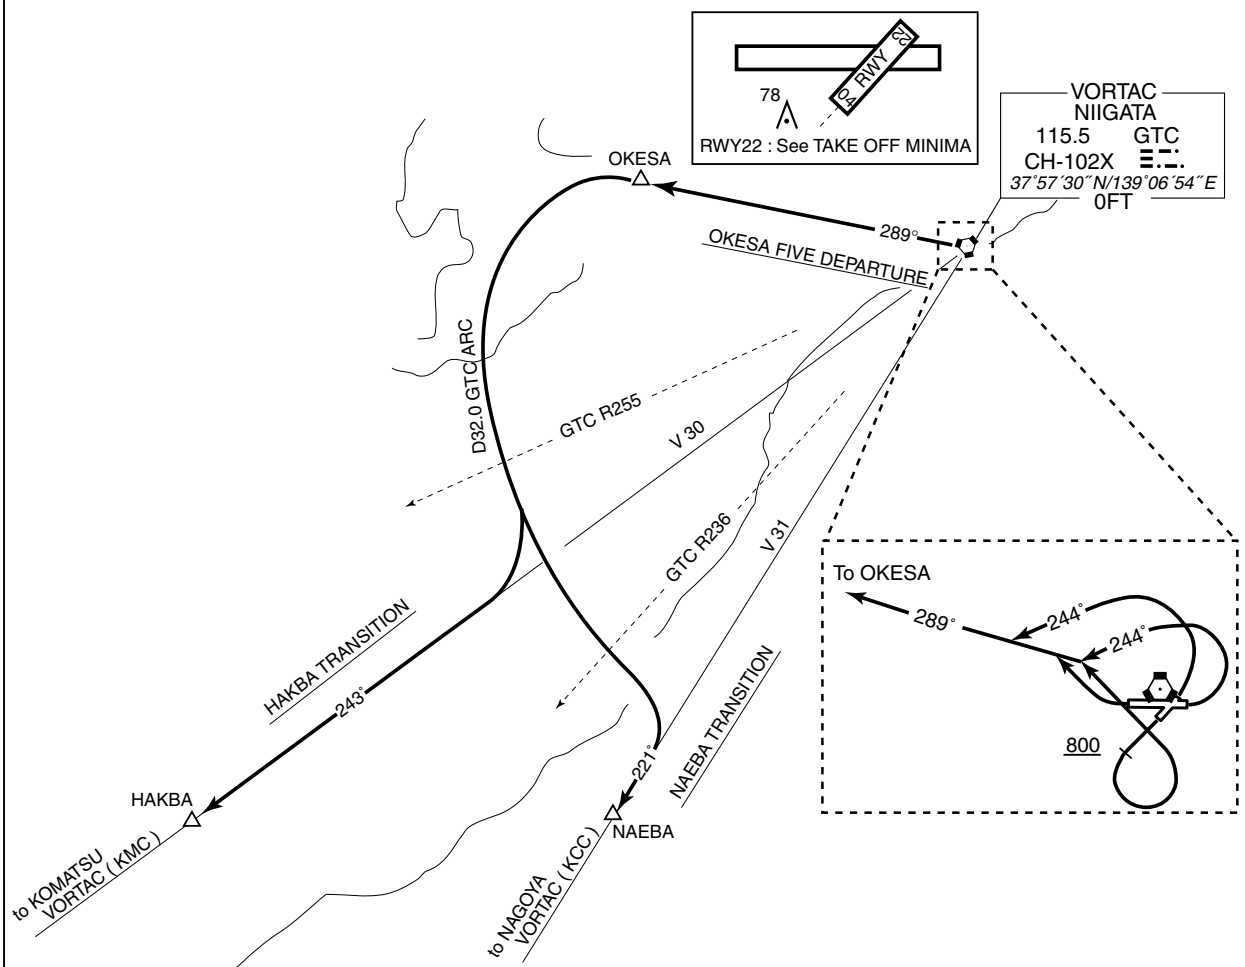 22
RWY
04
78
RWY22 : See TAKE OFF MINIMA
VORTAC
NIIGATA
115.5 GTC
CH-102X
37°57′30″N/139°06′54″E
0FT
OKESA
289°
OKESA FIVE DEPARTURE
D32.0 GTC ARC
GTC R255
V 30
GTC R236
V 31
HAKBA TRANSITION
243°
NAEBA TRANSITION
221°
HAKBA
NAEBA
to KOMATSU
VORTAC ( KMC )
to NAGOYA
VORTAC ( KCC )
To OKESA
289°
244°
244°
800